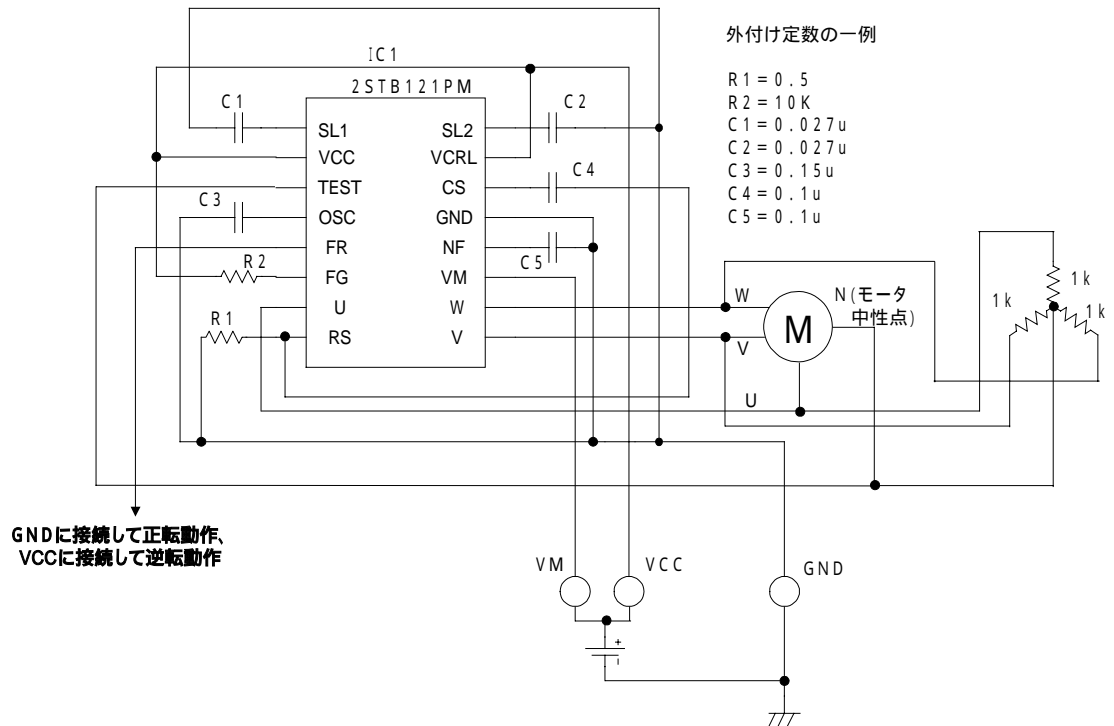 外付け定数の一例
R1=0.5
R2=10K
C1=0.027u
C2=0.027u
C3=0.15u
C4=0.1u
C5=0.1u
IC1
2STB121PM
C1
C2
SL1
SL2
VCC
VCRL
TEST
CS
C4
C3
OSC
GND
FR
NF
R2
C5
FG
VM
U
W
R1
RS
V
W
N(モータ
中性点)
M
V
U
1k
1k
1k
GNDに接続して正転動作、
VCCに接続して逆転動作
VM
VCC
GND
+
-